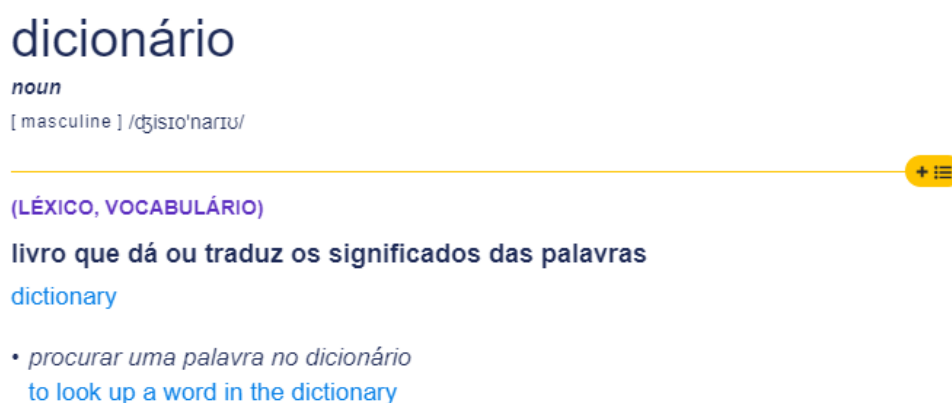 dicionário
noun
[ masculine ] /ʤisɪo'narɪʊ/
(LÉXICO, VOCABULÁRIO)
livro que dá ou traduz os significados das palavras
dictionary
• procurar uma palavra no dicionário
to look up a word in the dictionary